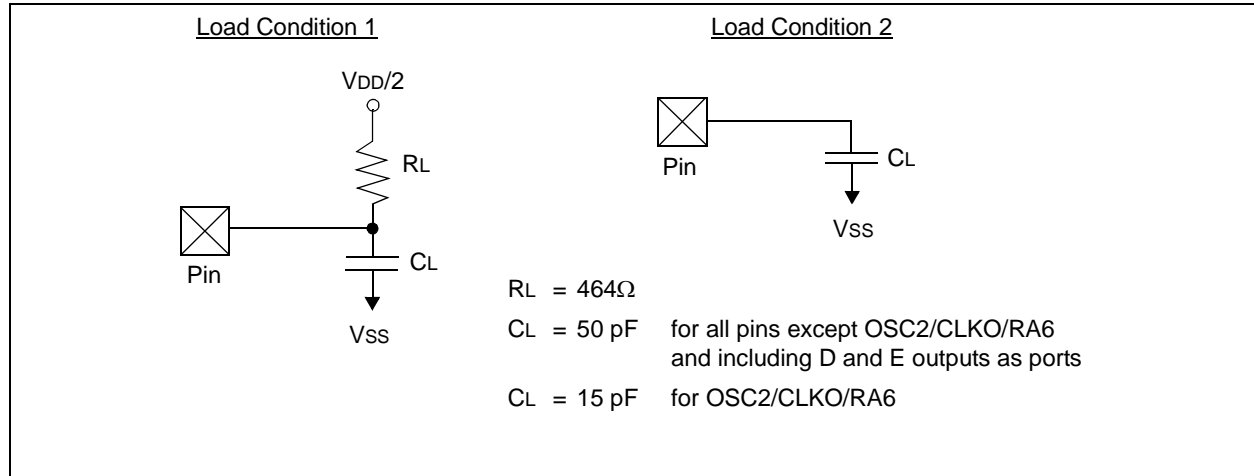 Load Condition 1
VDD/2
RL
Pin
CL
VSS
Load Condition 2
Pin
CL
VSS
RL = 464Ω
CL = 50 pF for all pins except OSC2/CLKO/RA6
and including D and E outputs as ports
CL = 15 pF for OSC2/CLKO/RA6